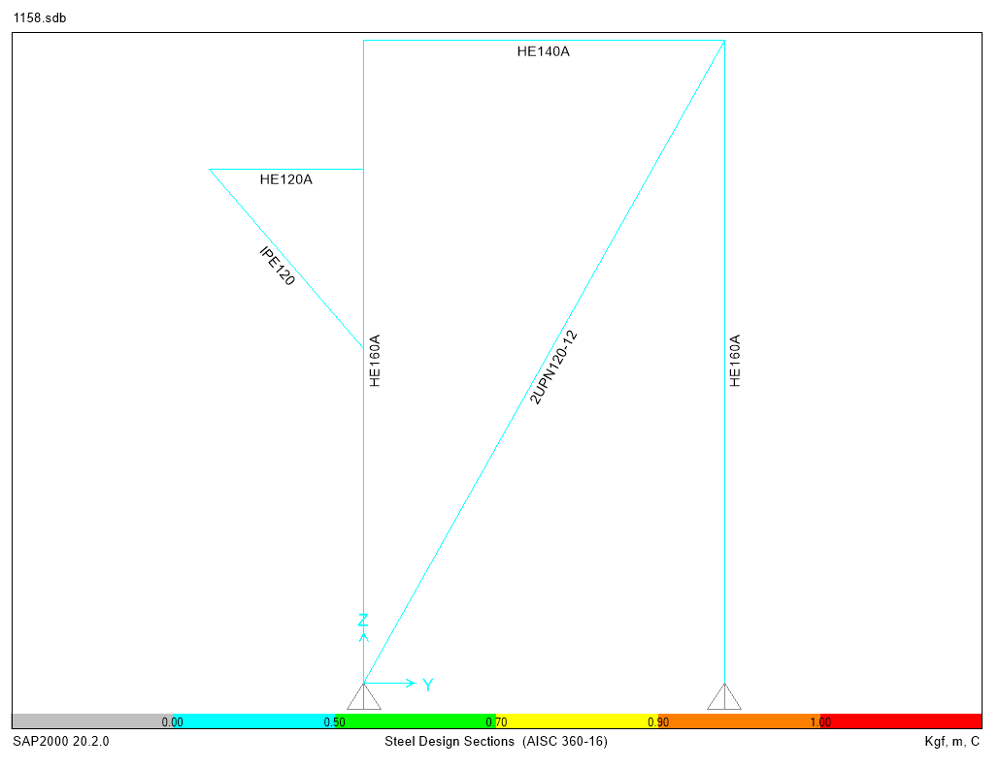 1158.sdb
HE140A
HE120A
IPE120
HE160A
2UPN120-12
HE160A
Z
Y
0.00 0.50 0.70 0.90 1.00
SAP2000 20.2.0 Steel Design Sections (AISC 360-16) Kgf, m, C